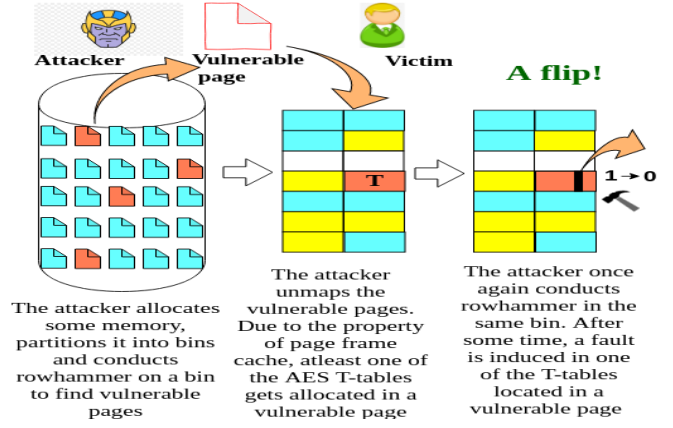 Attacker
Vulnerable
page
Victim
A flip!
T
1→0
The attacker allocates
some memory,
partitions it into bins
and conducts
rowhammer on a bin
to find vulnerable
pages
The attacker
unmaps the
vulnerable pages.
Due to the property
of page frame
cache, atleast one of
the AES T-tables
gets allocated in a
vulnerable page
The attacker once
again conducts
rowhammer in the
same bin. After
some time, a fault
is induced in one
of the T-tables
located in a
vulnerable page